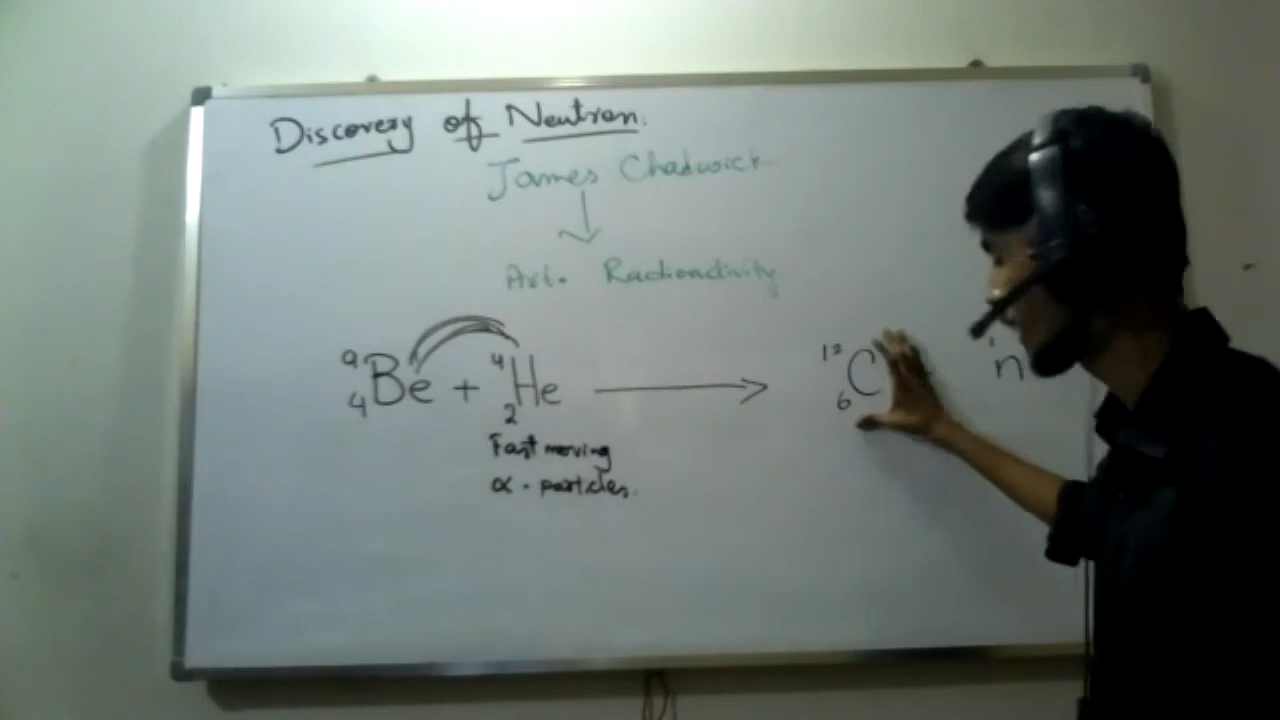 Discovery of Neutron.
James Chadwick
↓
Art. Radioactivity
⁹₄Be + ⁴₂He ⟶ ¹²₆C ¹n
Fast moving
α - particles.